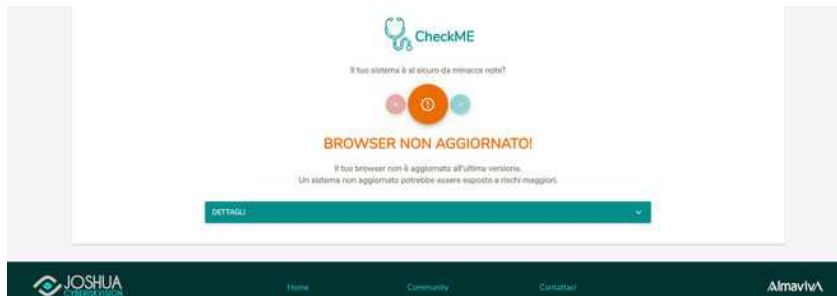 CheckME
Il tuo sistema è al sicuro da minacce note?
BROWSER NON AGGIORNATO!
Il tuo browser non è aggiornato all'ultima versione.
Un sistema non aggiornato potrebbe essere esposto a rischi maggiori.
DETTAGLI
JOSHUA
CYBERSKVISION
Home
Community
Contattaci
Almaviva